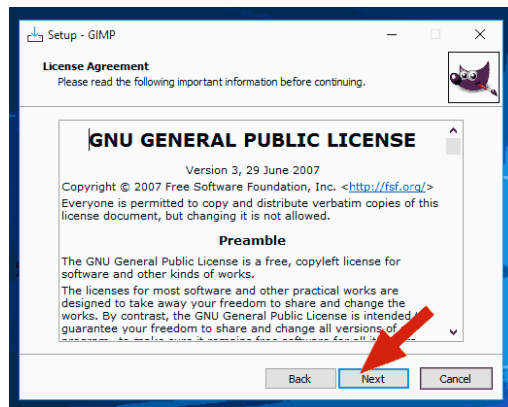 Setup - GIMP
License Agreement
Please read the following important information before continuing.
GNU GENERAL PUBLIC LICENSE
Version 3, 29 June 2007
Copyright © 2007 Free Software Foundation, Inc. <http://fsf.org/>
Everyone is permitted to copy and distribute verbatim copies of this
license document, but changing it is not allowed.
Preamble
The GNU General Public License is a free, copyleft license for
software and other kinds of works.
The licenses for most software and other practical works are
designed to take away your freedom to share and change the
works. By contrast, the GNU General Public License is intended
guarantee your freedom to share and change all versions of
Back Next Cancel